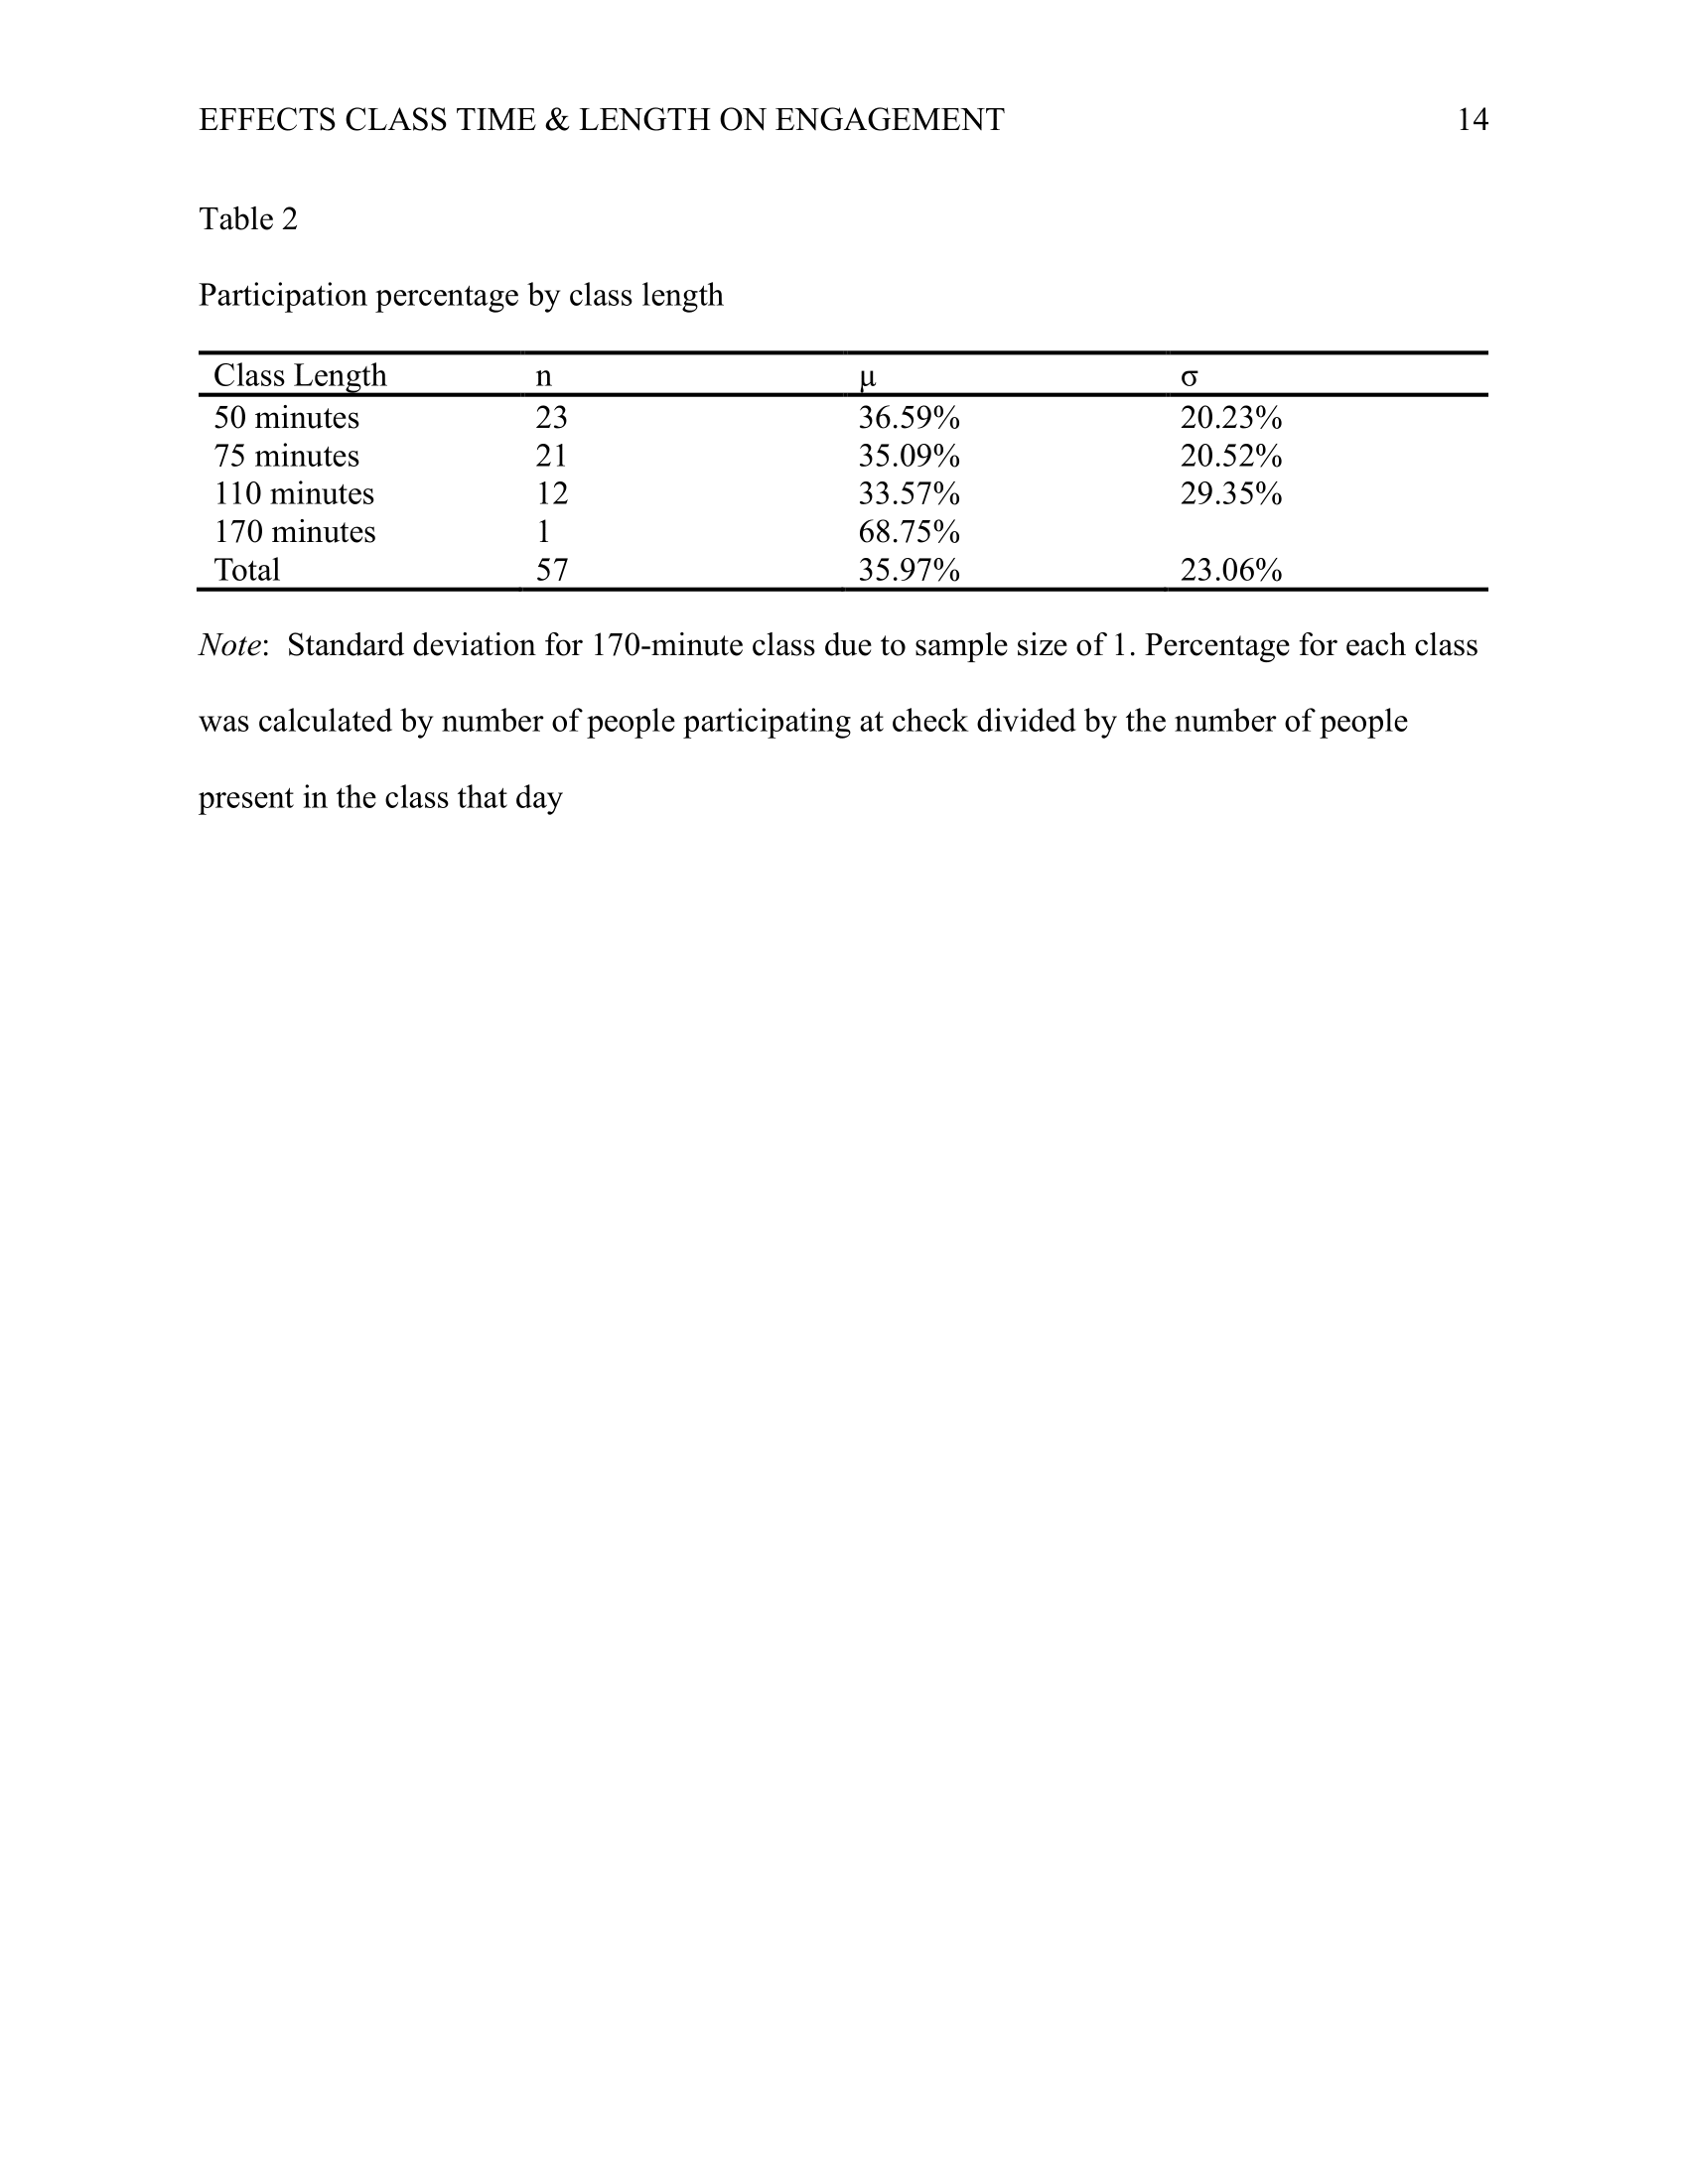 EFFECTS CLASS TIME & LENGTH ON ENGAGEMENT 14
Table 2
Participation percentage by class length
Class Length n μ σ
50 minutes 23 36.59% 20.23%
75 minutes 21 35.09% 20.52%
110 minutes 12 33.57% 29.35%
170 minutes 1 68.75%
Total 57 35.97% 23.06%
Note:  Standard deviation for 170-minute class due to sample size of 1. Percentage for each class
was calculated by number of people participating at check divided by the number of people
present in the class that day